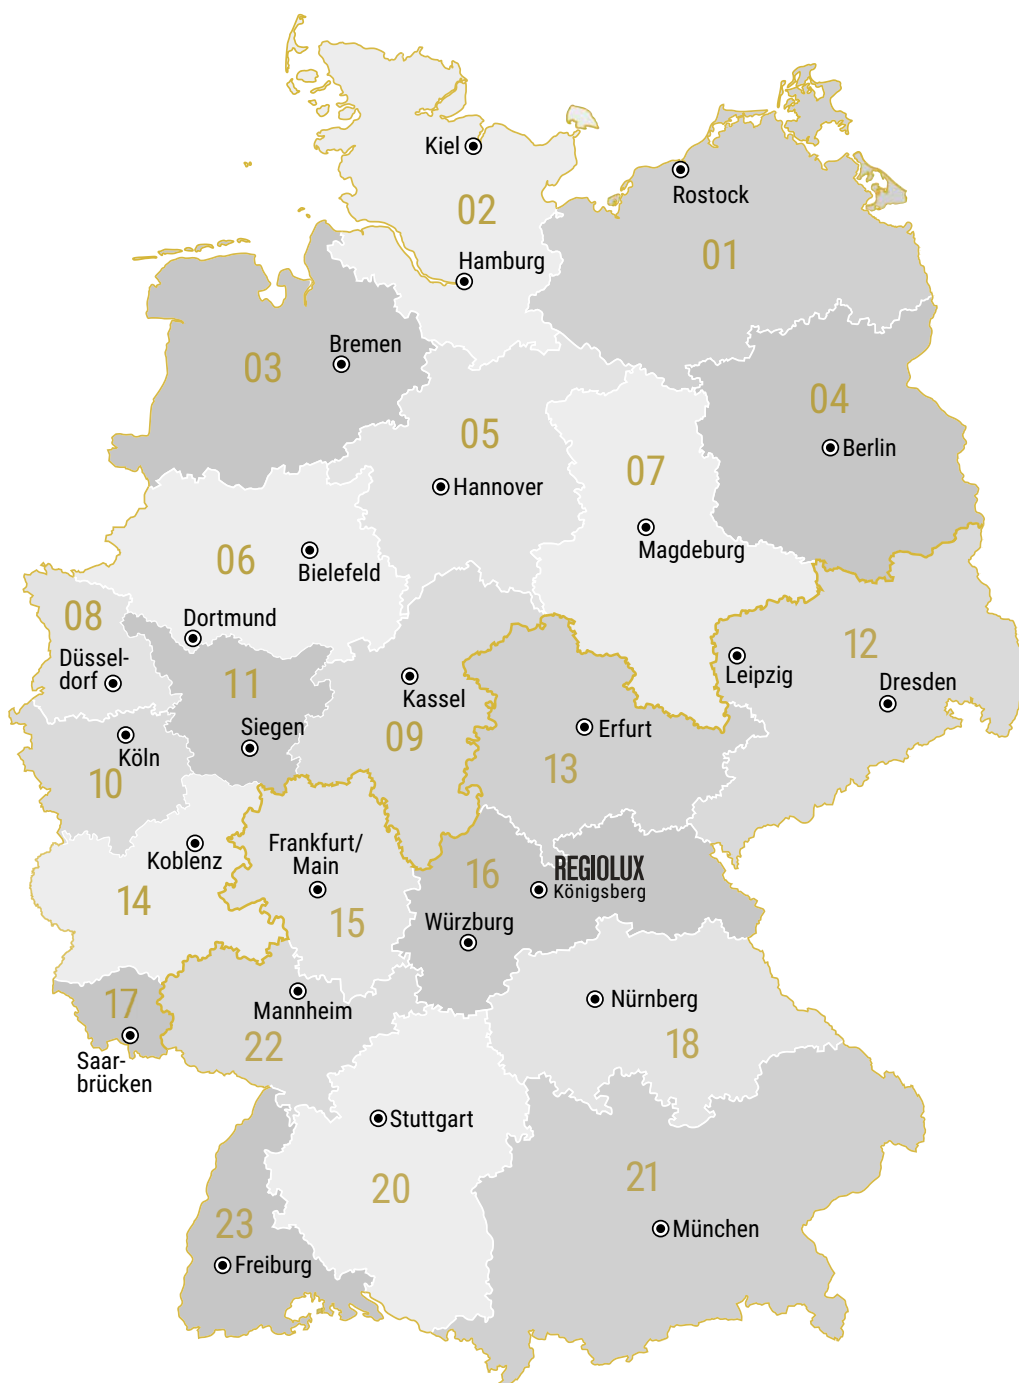 Kiel
02
Rostock
01
Hamburg
Bremen
03
04
Berlin
05
Hannover
07
Magdeburg
06
Bielefeld
08
Dortmund
Düssel-
dorf
11
Siegen
Kassel
09
12
Leipzig
Dresden
Erfurt
13
Köln
10
Koblenz
14
Frankfurt/
Main
15
16
REGIOLUX
Königsberg
Würzburg
17
Saar-
brücken
Mannheim
22
Nürnberg
18
Stuttgart
20
21
München
23
Freiburg